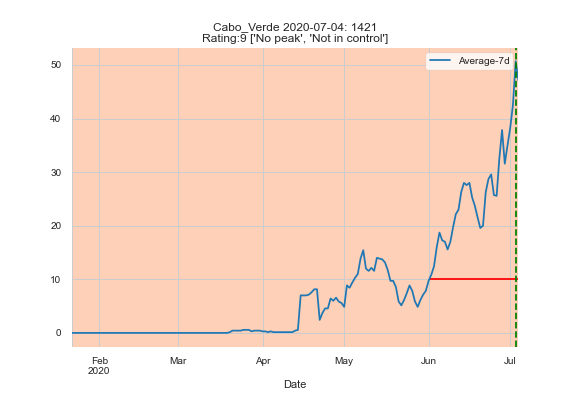 Cabo_Verde 2020-07-04: 1421
Rating:9 ['No peak', 'Not in control']
Average-7d
50
40
30
20
10
0
Feb Mar Apr May Jun Jul
2020
Date